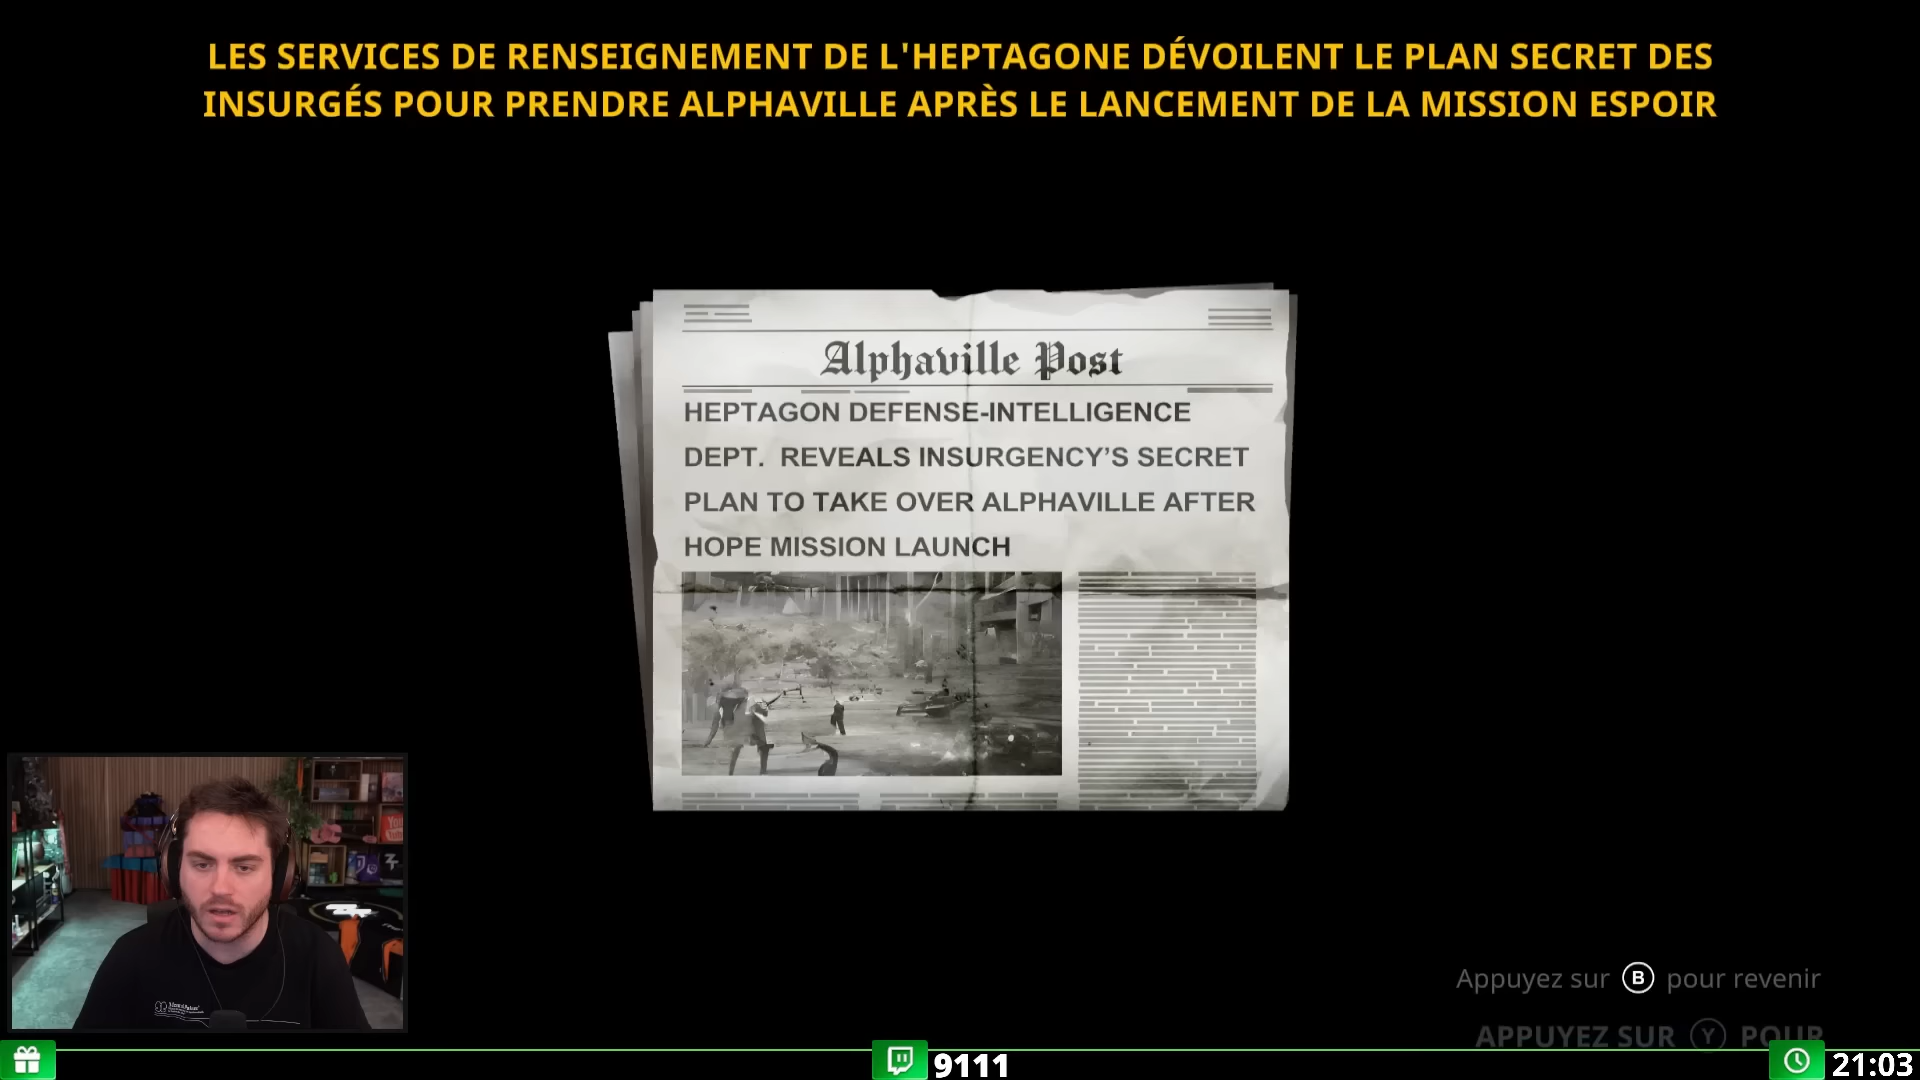 LES SERVICES DE RENSEIGNEMENT DE L'HEPTAGONE DÉVOILENT LE PLAN SECRET DES
INSURGÉS POUR PRENDRE ALPHAVILLE APRÈS LE LANCEMENT DE LA MISSION ESPOIR
Alphaville Post
HEPTAGON DEFENSE-INTELLIGENCE
DEPT. REVEALS INSURGENCY’S SECRET
PLAN TO TAKE OVER ALPHAVILLE AFTER
HOPE MISSION LAUNCH
Appuyez sur B pour revenir
APPUYEZ SUR Y POUR
9111
21:03